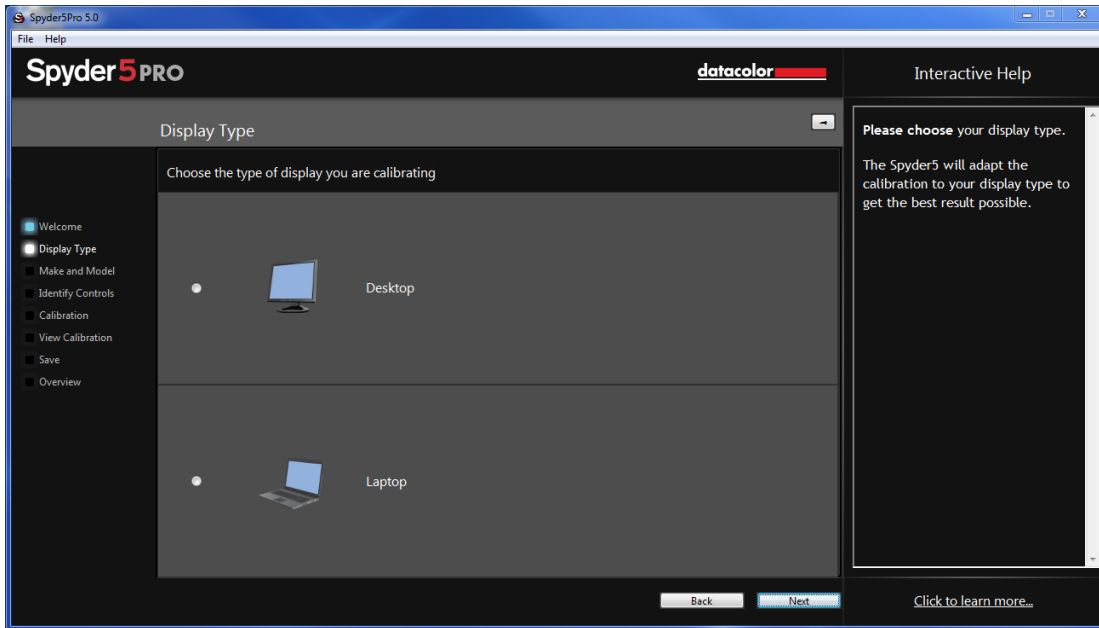 Spyder5Pro 5.0
File Help
Spyder5PRO
datacolor
Interactive Help
Display Type
Choose the type of display you are calibrating
Welcome
Display Type
Make and Model
Identify Controls
Calibration
View Calibration
Save
Overview
Desktop
Laptop
Please choose your display type.
The Spyder5 will adapt the
calibration to your display type to
get the best result possible.
Back Next
Click to learn more...